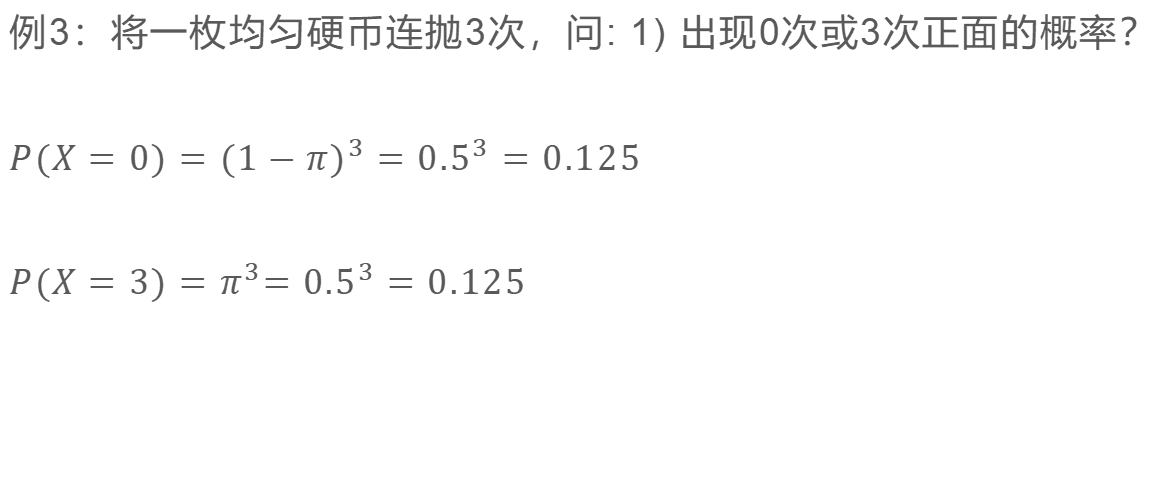 例3：将一枚均匀硬币连抛3次，问: 1) 出现0次或3次正面的概率？
P(X = 0) = (1 − π)³ = 0.5³ = 0.125
P(X = 3) = π³= 0.5³ = 0.125